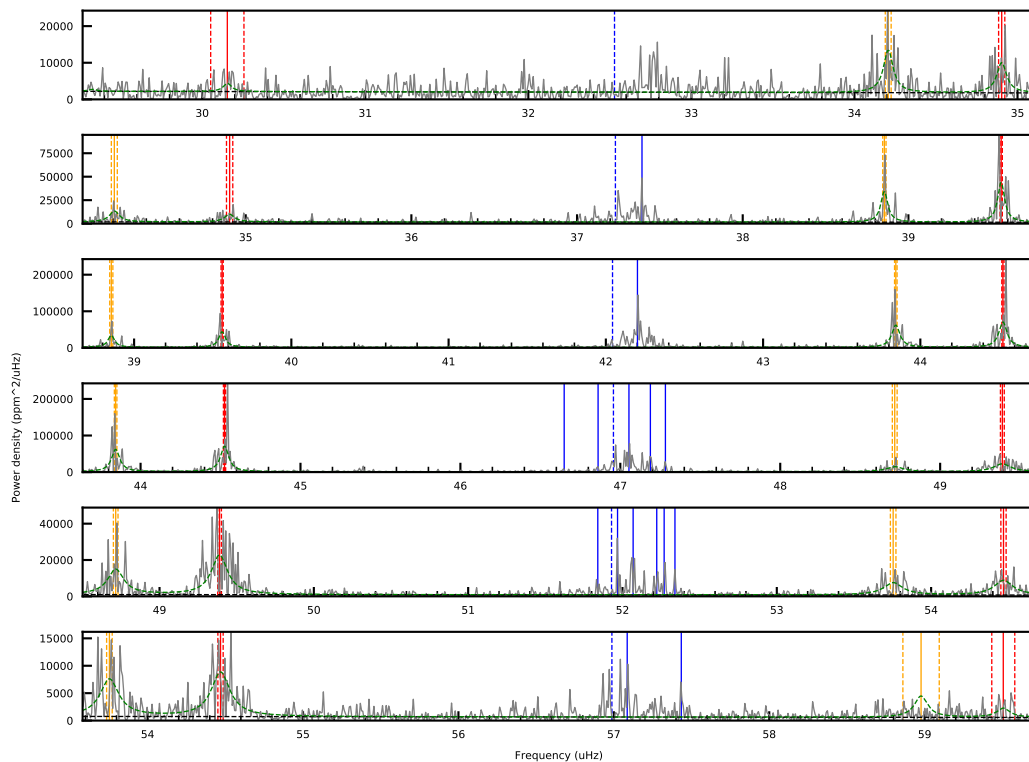 20000
10000
0
30 31 32 33 34 35
75000
50000
25000
0
35 36 37 38 39
200000
100000
0
39 40 41 42 43 44
Power density (ppm^2/uHz)
200000
100000
0
44 45 46 47 48 49
40000
20000
0
49 50 51 52 53 54
15000
10000
5000
0
54 55 56 57 58 59
Frequency (uHz)